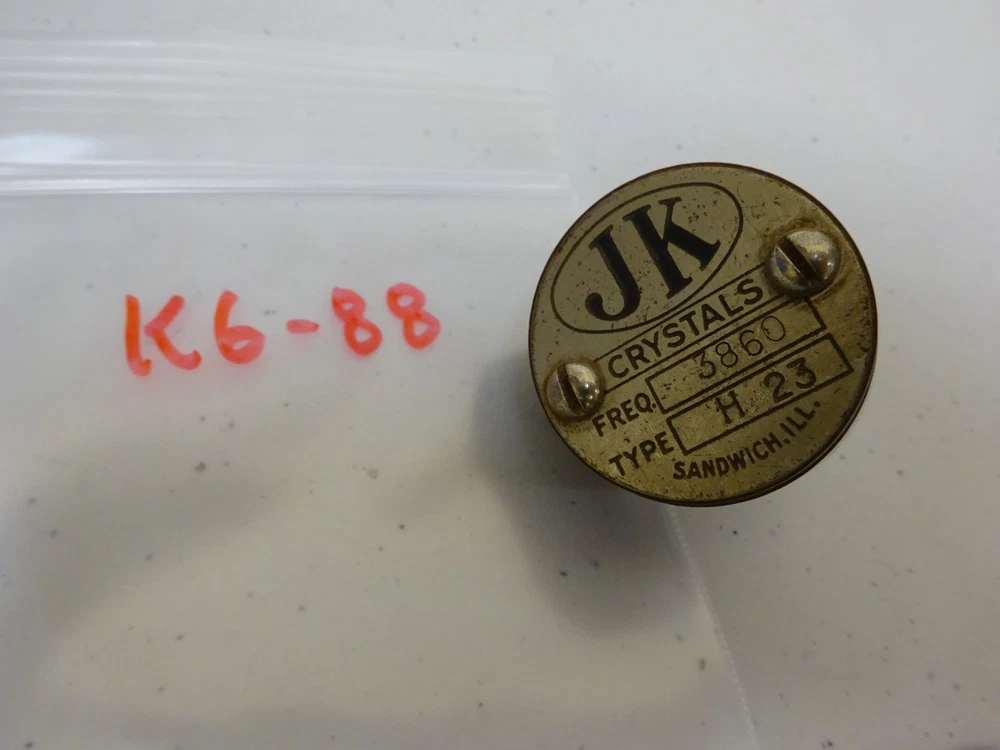 K6-88
JK
CRYSTALS
FREQ. 3860
TYPE H 23
SANDWICH, ILL.